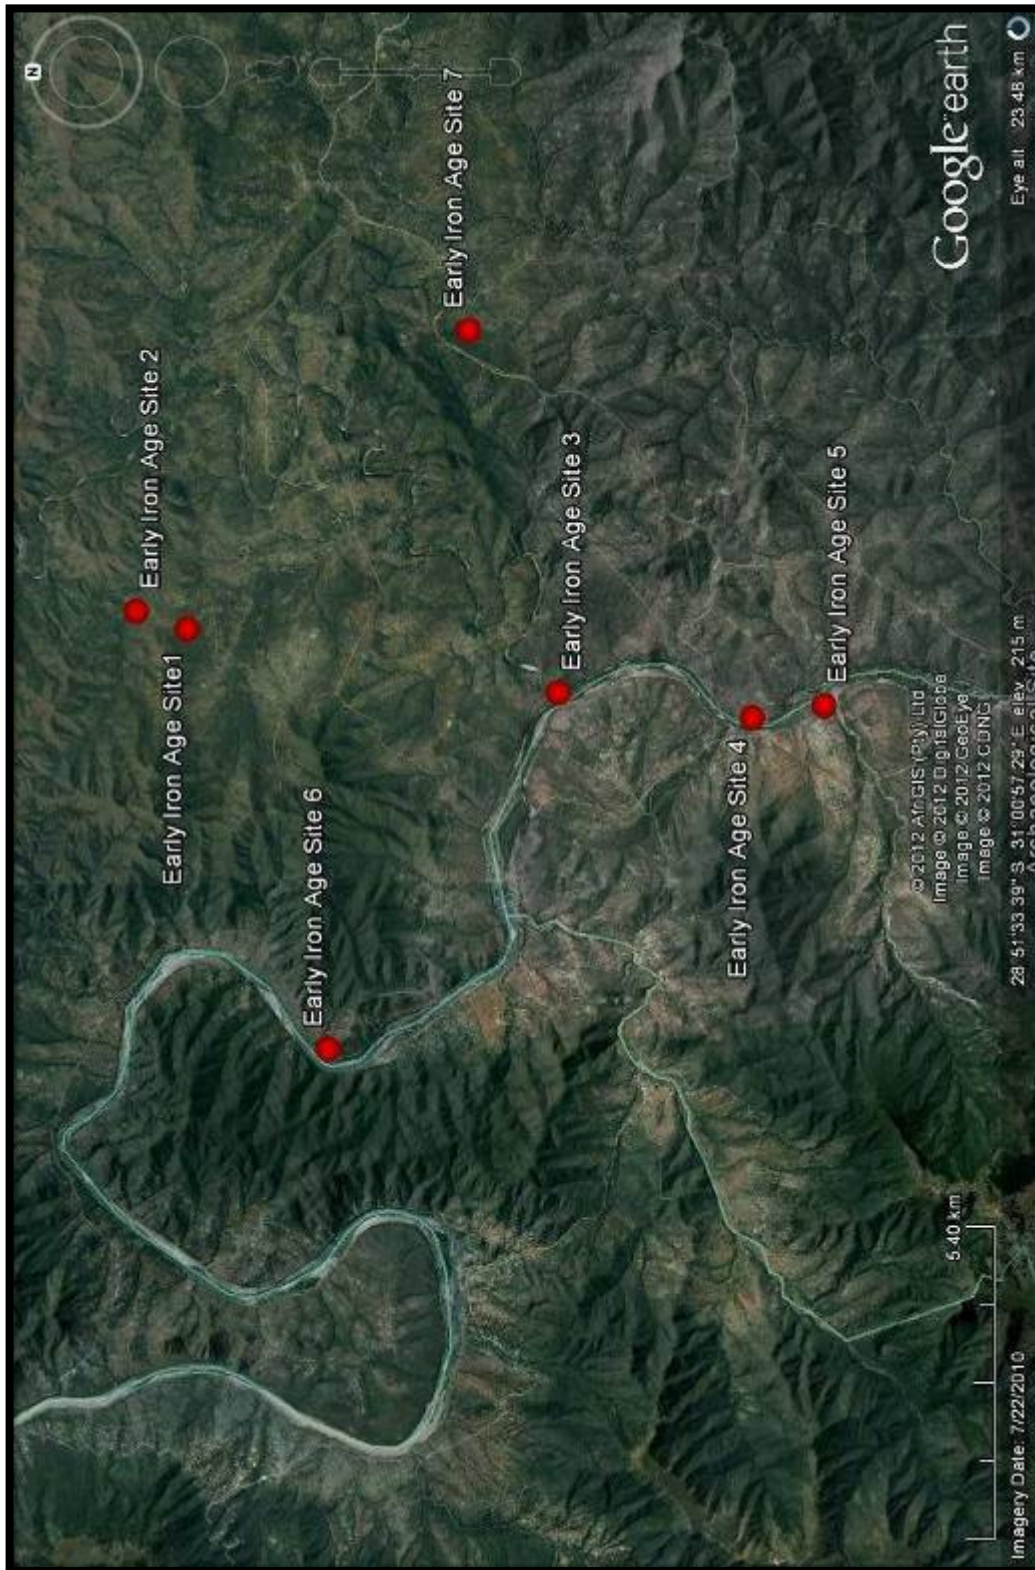 N
Early Iron Age Site 2
Early Iron Age Site1
Early Iron Age Site 7
Early Iron Age Site 6
Early Iron Age Site 3
Early Iron Age Site 4
Early Iron Age Site 5
© 2012 AfriGIS (Pty) Ltd
Image © 2012 DigitalGlobe
Image © 2012 GeoEye
Image © 2012 CDNGI
Google earth
5.40 km
Imagery Date: 7/22/2010
28 51'33.39" S 31 00'57.29" E elev 215 m
Eye alt 23.48 km